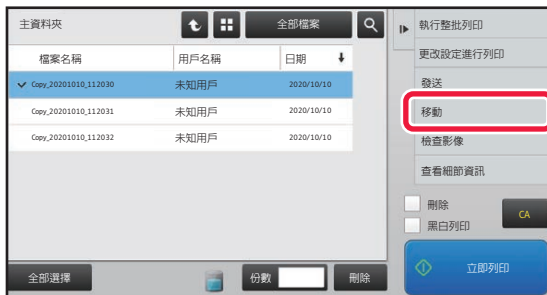 主資料夾
全部檔案
檔案名稱
用戶名稱
日期
Copy_20201010_112030
未知用戶
2020/10/10
Copy_20201010_112031
未知用戶
2020/10/10
Copy_20201010_112032
未知用戶
2020/10/10
全部選擇
份數
刪除
執行整批列印
更改設定進行列印
發送
移動
檢查影像
查看細節資訊
刪除
黑白列印
CA
立即列印